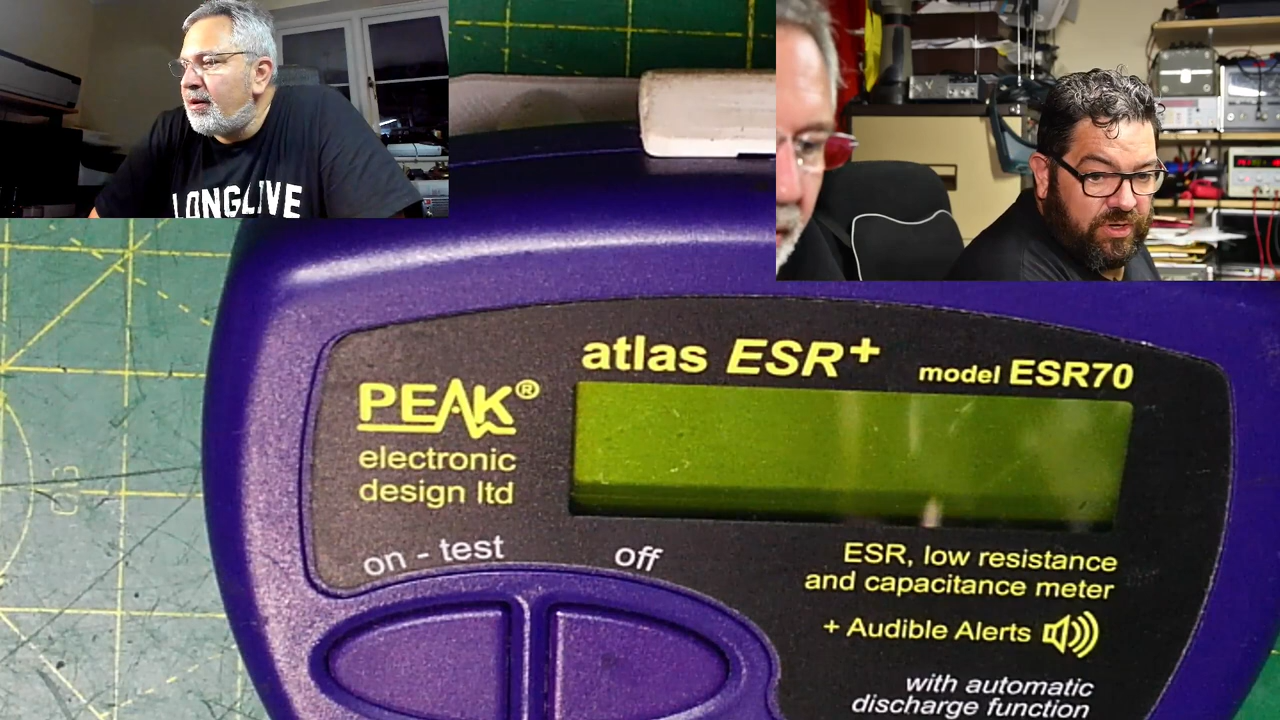 LONGLIVE
atlas ESR+
model ESR70
PEAK®
electronic
design ltd
on - test
off
ESR, low resistance
and capacitance meter
+ Audible Alerts
with automatic
discharge function